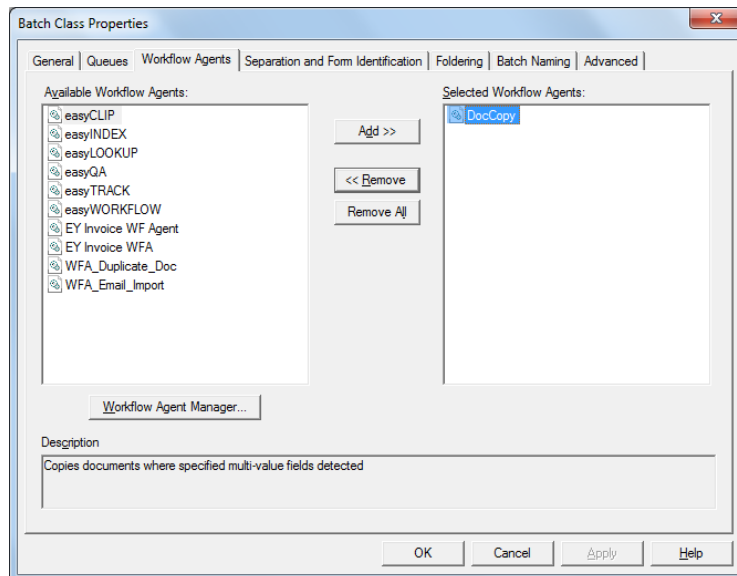 Batch Class Properties
x
General Queues Workflow Agents Separation and Form Identification Foldering Batch Naming Advanced
Available Workflow Agents:
easyCLIP
easyINDEX
easyLOOKUP
easyQA
easyTRACK
easyWORKFLOW
EY Invoice WF Agent
EY Invoice WFA
WFA_Duplicate_Doc
WFA_Email_Import
Add >>
<< Remove
Remove All
Selected Workflow Agents:
DocCopy
Workflow Agent Manager...
Description
Copies documents where specified multi-value fields detected
OK Cancel Apply Help